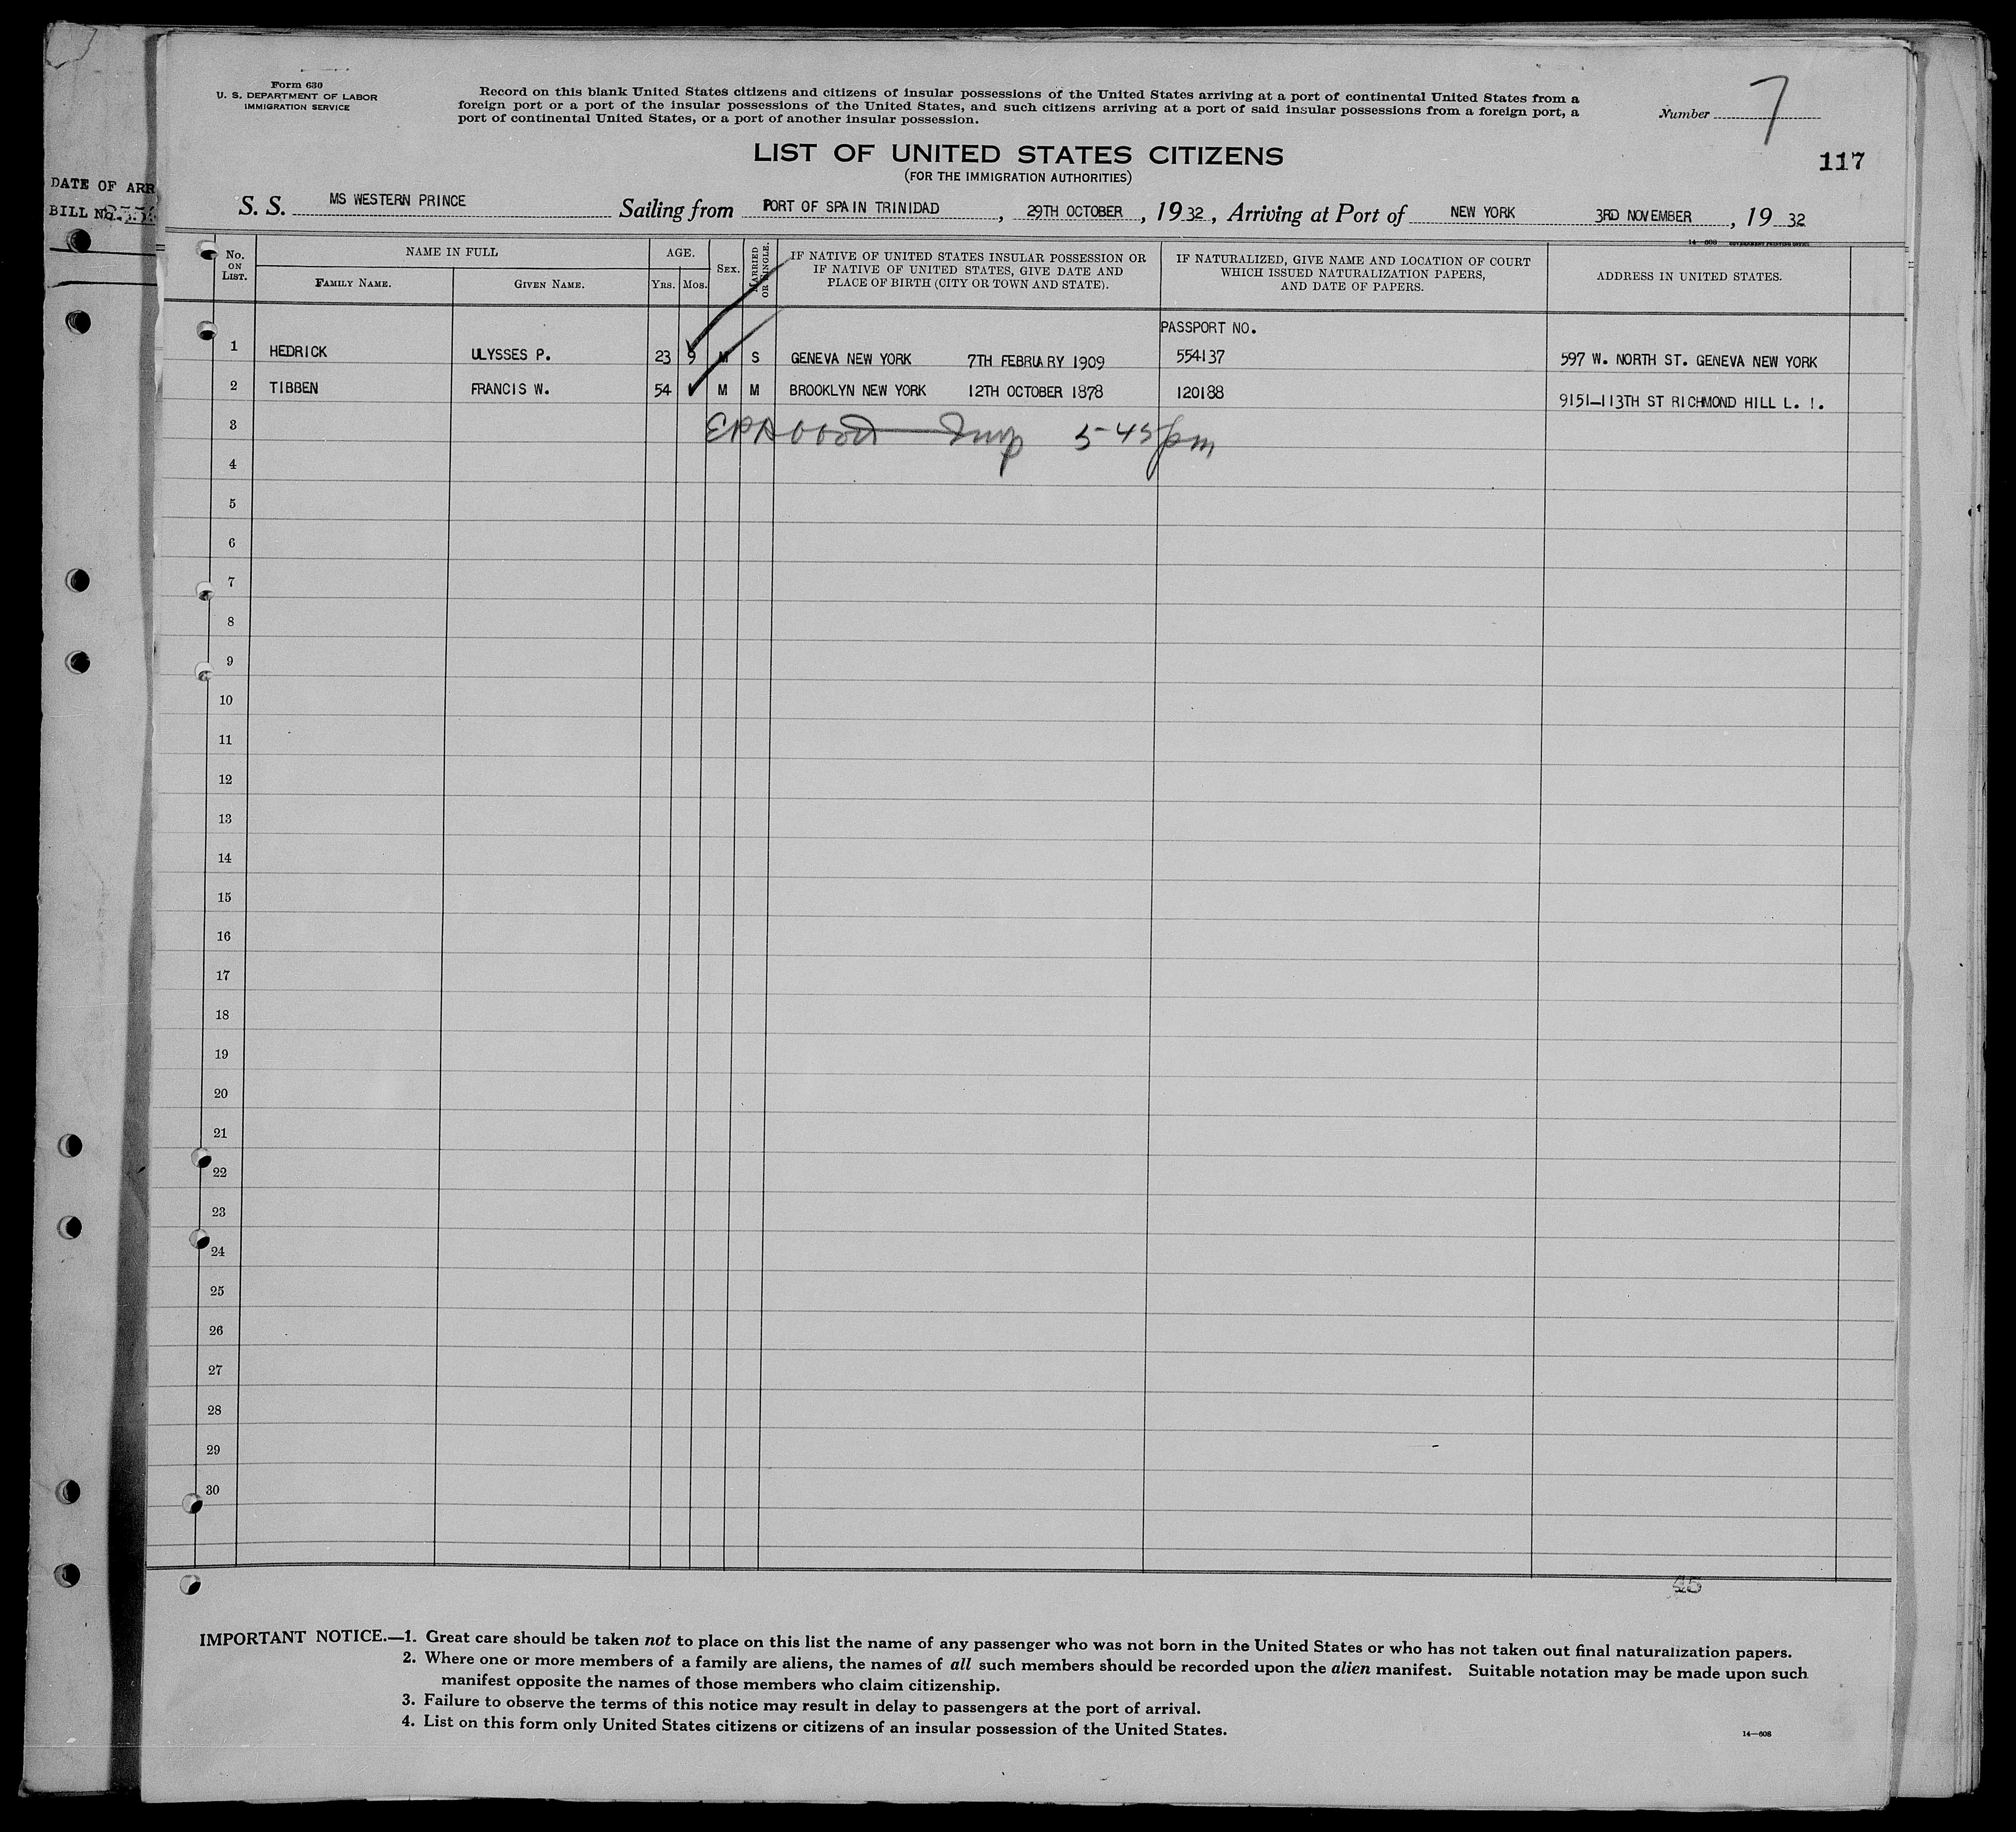 Form 630
U. S. DEPARTMENT OF LABOR
IMMIGRATION SERVICE
Record on this blank United States citizens and citizens of insular possessions of the United States arriving at a port of continental United States from a
foreign port or a port of the insular possessions of the United States, and such citizens arriving at a port of said insular possessions from a foreign port, a
port of continental United States, or a port of another insular possession.
Number 7
117
LIST OF UNITED STATES CITIZENS
(FOR THE IMMIGRATION AUTHORITIES)
DATE OF ARR
BILL No.
S. S. MS WESTERN PRINCE Sailing from PORT OF SPAIN TRINIDAD, 29TH OCTOBER, 1932, Arriving at Port of NEW YORK 3RD NOVEMBER, 1932
No. ON LIST. NAME IN FULL AGE. SEX. MARRIED OR SINGLE. IF NATIVE OF UNITED STATES INSULAR POSSESSION OR IF NATIVE OF UNITED STATES, GIVE DATE AND PLACE OF BIRTH (CITY OR TOWN AND STATE). IF NATURALIZED, GIVE NAME AND LOCATION OF COURT WHICH ISSUED NATURALIZATION PAPERS, AND DATE OF PAPERS. ADDRESS IN UNITED STATES.
FAMILY NAME. GIVEN NAME. YRS. MOS.
PASSPORT NO.
1 HEDRICK ULYSSES P. 23 9 M S GENEVA NEW YORK 7TH FEBRUARY 1909 554137 597 W. NORTH ST. GENEVA NEW YORK
2 TIBBEN FRANCIS W. 54 M M BROOKLYN NEW YORK 12TH OCTOBER 1878 120188 9151-113TH ST RICHMOND HILL L. I.
3 Insp 5-45 pm
4
5
6
7
8
9
10
11
12
13
14
15
16
17
18
19
20
21
22
23
24
25
26
27
28
29
30
45
IMPORTANT NOTICE.—1. Great care should be taken not to place on this list the name of any passenger who was not born in the United States or who has not taken out final naturalization papers.
2. Where one or more members of a family are aliens, the names of all such members should be recorded upon the alien manifest. Suitable notation may be made upon such
manifest opposite the names of those members who claim citizenship.
3. Failure to observe the terms of this notice may result in delay to passengers at the port of arrival.
4. List on this form only United States citizens or citizens of an insular possession of the United States.
14—608